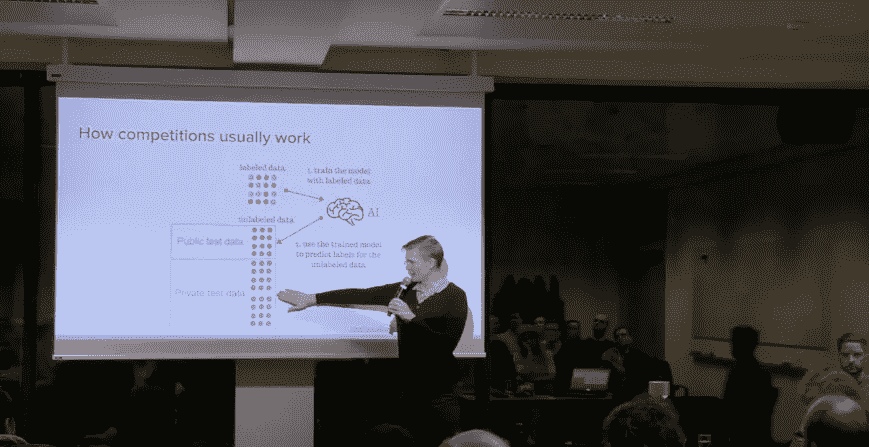 How competitions usually work
labeled data
1. train the model
with labeled data
AI
unlabeled data
Public test data
2. use the trained model
to predict labels for the
unlabeled data
Private test data